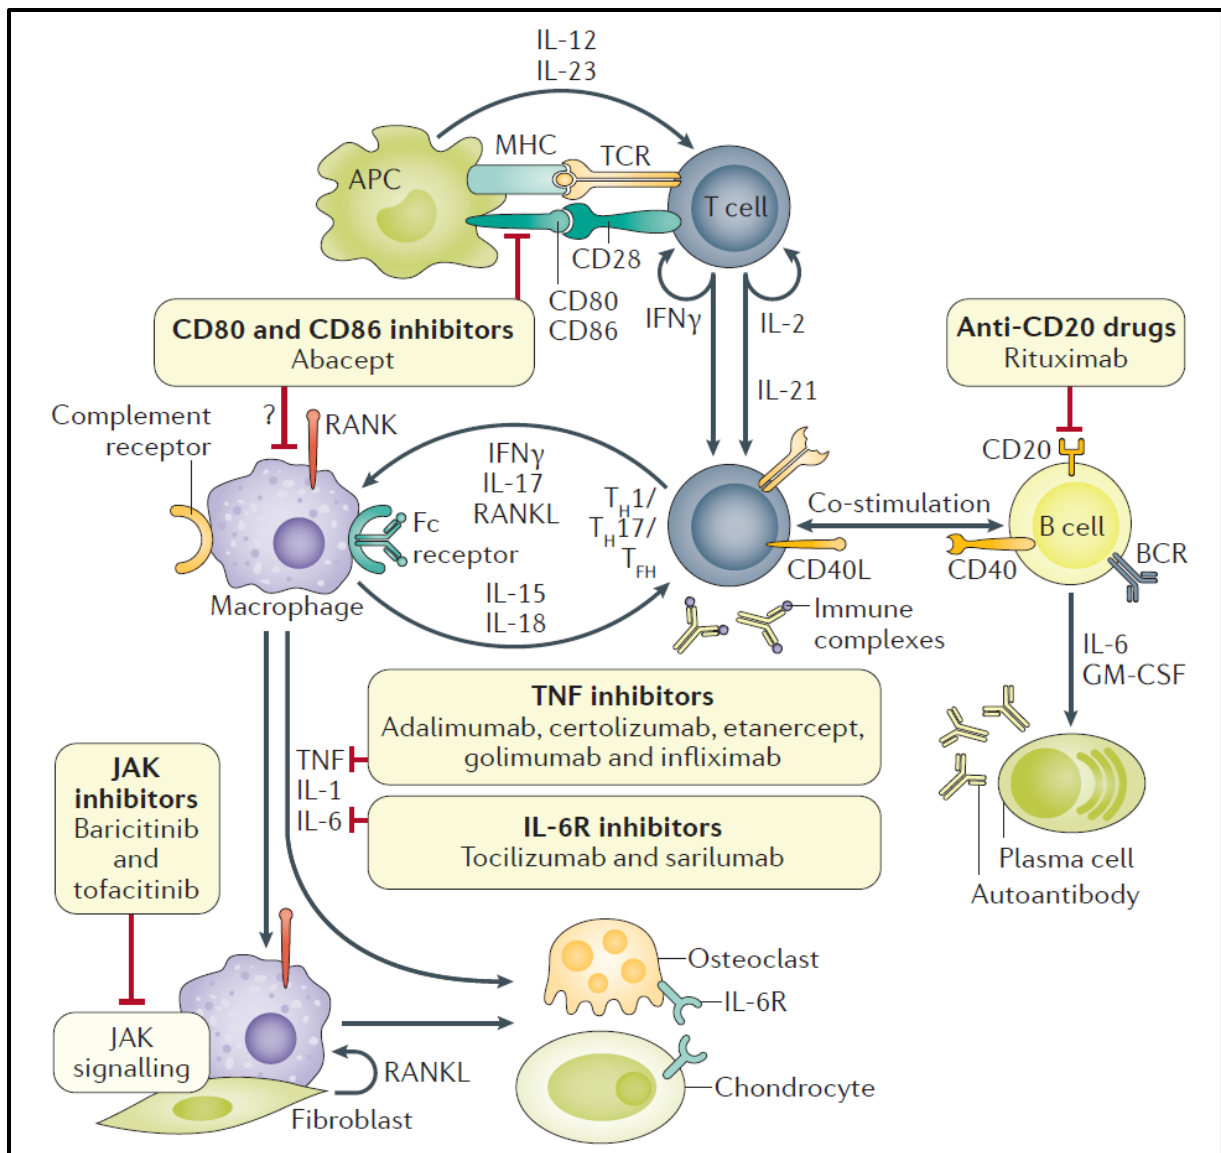 IL-12
IL-23
MHC
TCR
APC
T cell
CD28
CD80
CD86
IFNγ
IL-2
IL-21
CD80 and CD86 inhibitors
Abacept
Anti-CD20 drugs
Rituximab
?
Complement
receptor
RANK
IFNγ
IL-17
RANKL
TH1/
TH17/
TFH
Fc
receptor
Macrophage
IL-15
IL-18
CD20
Co-stimulation
B cell
CD40L
CD40
BCR
Immune
complexes
IL-6
GM-CSF
TNF inhibitors
Adalimumab, certolizumab, etanercept,
golimumab and infliximab
TNF
IL-1
IL-6
IL-6R inhibitors
Tocilizumab and sarilumab
JAK
inhibitors
Baricitinib
and
tofacitinib
Plasma cell
Autoantibody
Osteoclast
IL-6R
JAK
signalling
RANKL
Fibroblast
Chondrocyte